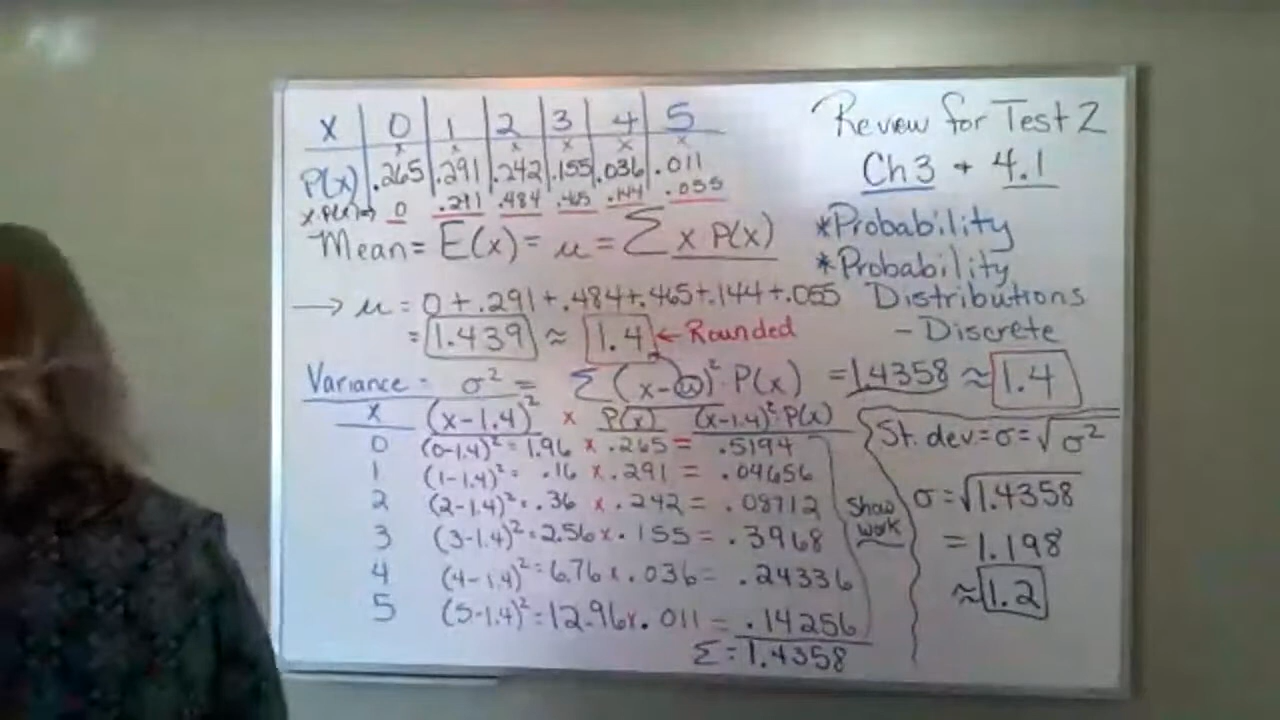 x 0 1 2 3 4 5
P(x) .265 .291 .242 .155 .036 .011
x·P(x)→ 0 .291 .484 .465 .144 .055
Mean = E(x) = μ = Σ x P(x)
→ μ = 0 + .291 + .484 + .465 + .144 + .055
= 1.439 ≈ 1.4 ← Rounded
Variance = σ² = Σ (x-μ)² · P(x) = 1.4358 ≈ 1.4
x (x-1.4)² x P(x) (x-1.4)²·P(x)
0 (0-1.4)² = 1.96 x .265 = .5194
1 (1-1.4)² = .16 x .291 = .04656
2 (2-1.4)² = .36 x .242 = .08712
3 (3-1.4)² = 2.56 x .155 = .3968
4 (4-1.4)² = 6.76 x .036 = .24336
5 (5-1.4)² = 12.96 x .011 = .14256
Σ = 1.4358
Show
work
Review for Test 2
Ch 3 + 4.1
*Probability
*Probability
Distributions
- Discrete
St. dev = σ = √σ²
σ = √1.4358
= 1.198
≈ 1.2